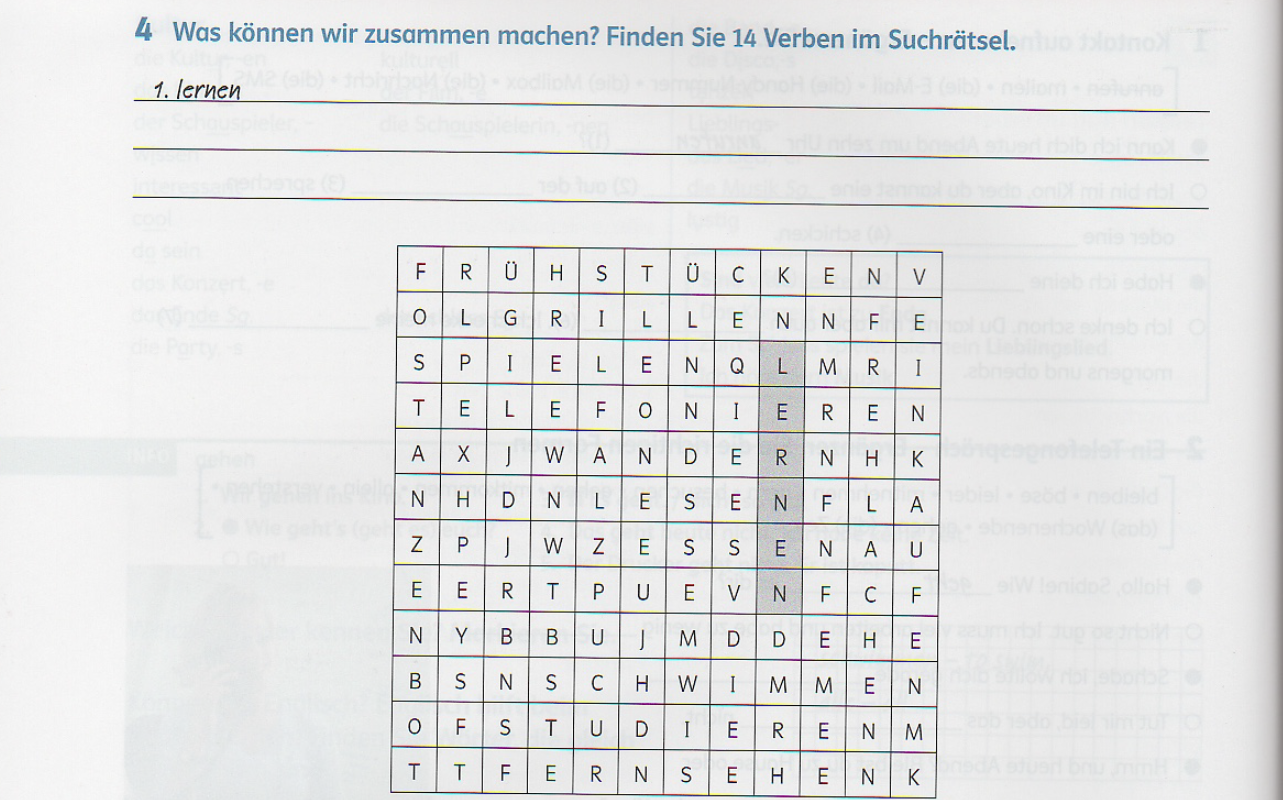 4 Was können wir zusammen machen? Finden Sie 14 Verben im Suchrätsel.
1. lernen
F R Ü H S T Ü C K E N V
O L G R I L L E N N T E
S P I E L E N Q L M R I
T E L E F O N I E R E N
A X J W A N D E R N H K
N H D N L E S E N F L A
Z P J W Z E S S E N A U
E E R T P U E V N F C F
N Y B B U J M D D E H E
B S N S C H W I M M E N
O F S T U D I E R E N M
T T F E R N S E H E N K